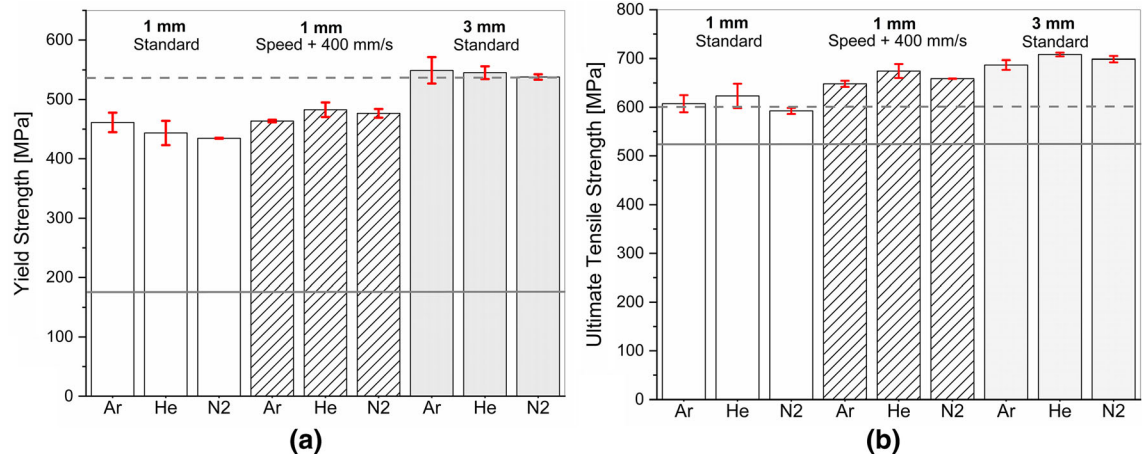 1 mm
Standard
1 mm
Speed + 400 mm/s
3 mm
Standard
Yield Strength [MPa]
600
500
400
300
200
100
0
Ar He N2 Ar He N2 Ar He N2
(a)
1 mm
Standard
1 mm
Speed + 400 mm/s
3 mm
Standard
Ultimate Tensile Strength [MPa]
800
700
600
500
400
300
200
100
0
Ar He N2 Ar He N2 Ar He N2
(b)